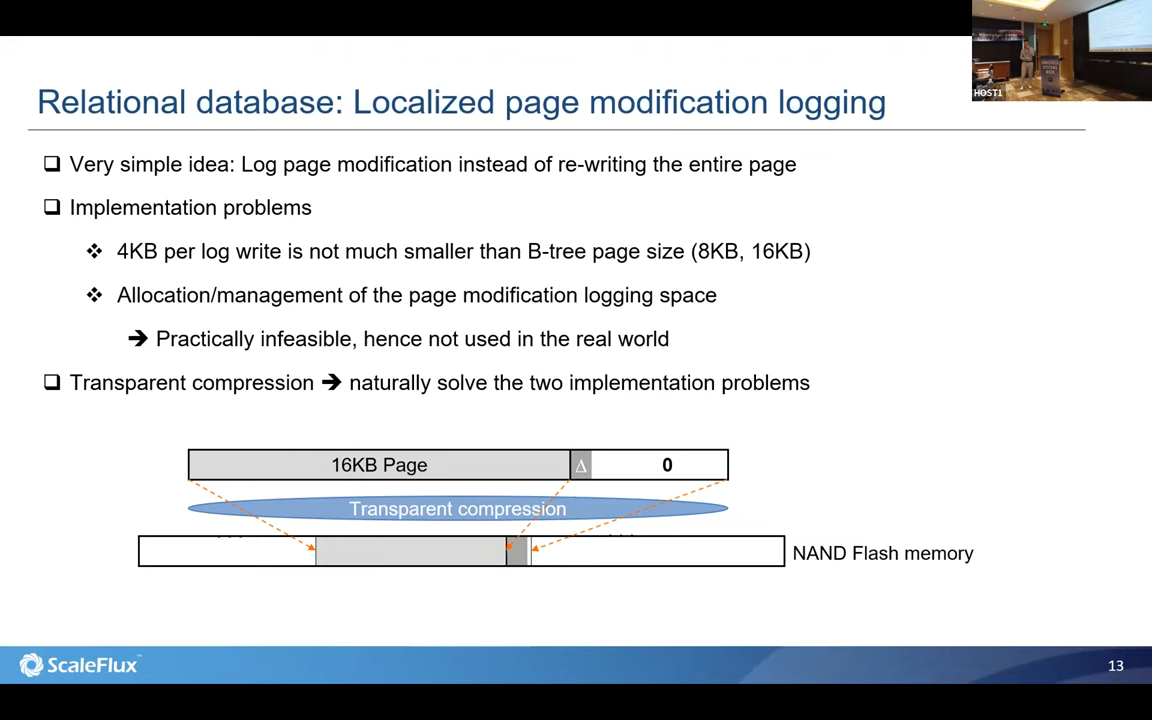 Relational database: Localized page modification logging
Very simple idea: Log page modification instead of re-writing the entire page
Implementation problems
4KB per log write is not much smaller than B-tree page size (8KB, 16KB)
Allocation/management of the page modification logging space
➔ Practically infeasible, hence not used in the real world
Transparent compression ➔ naturally solve the two implementation problems
16KB Page Δ 0
Transparent compression
NAND Flash memory
ScaleFlux
13
HOST1